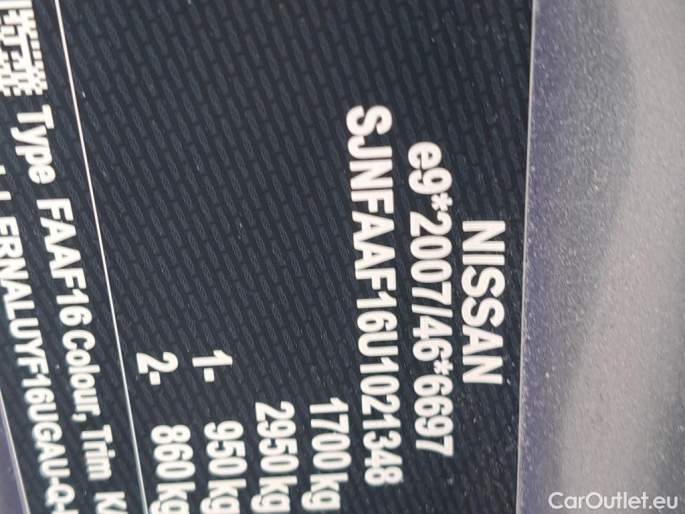 NISSAN
e9*2007/46*6697
SJNFAAF16U1021348
1700 kg
2950 kg
1- 950 kg
2- 860 kg
Type FAAF16 Colour, Trim
LERNALUYF16UGAU-Q-
CarOutlet.eu